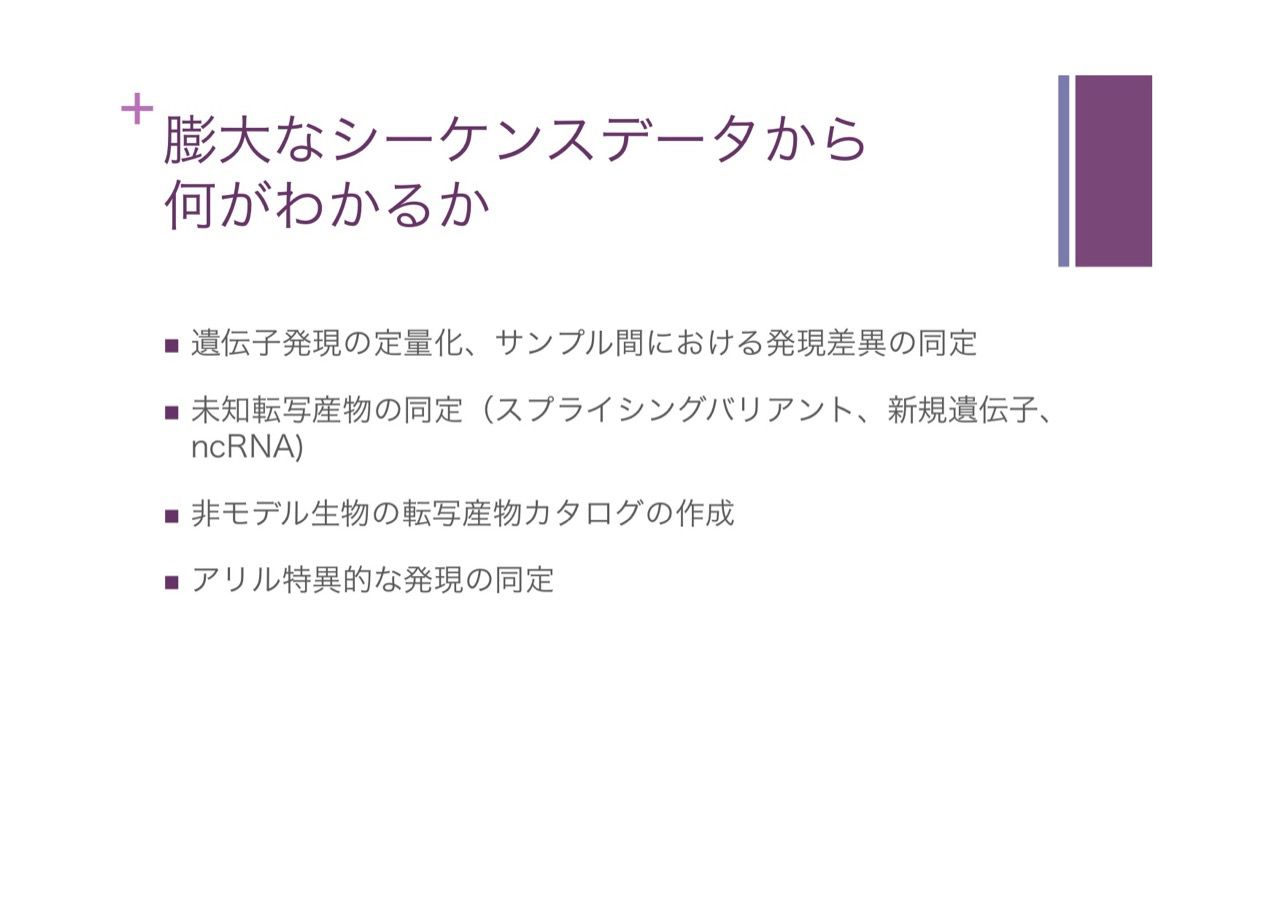 +
膨大なシーケンスデータから
何がわかるか
■ 遺伝子発現の定量化、サンプル間における発現差異の同定
■ 未知転写産物の同定（スプライシングバリアント、新規遺伝子、
ncRNA)
■ 非モデル生物の転写産物カタログの作成
■ アリル特異的な発現の同定